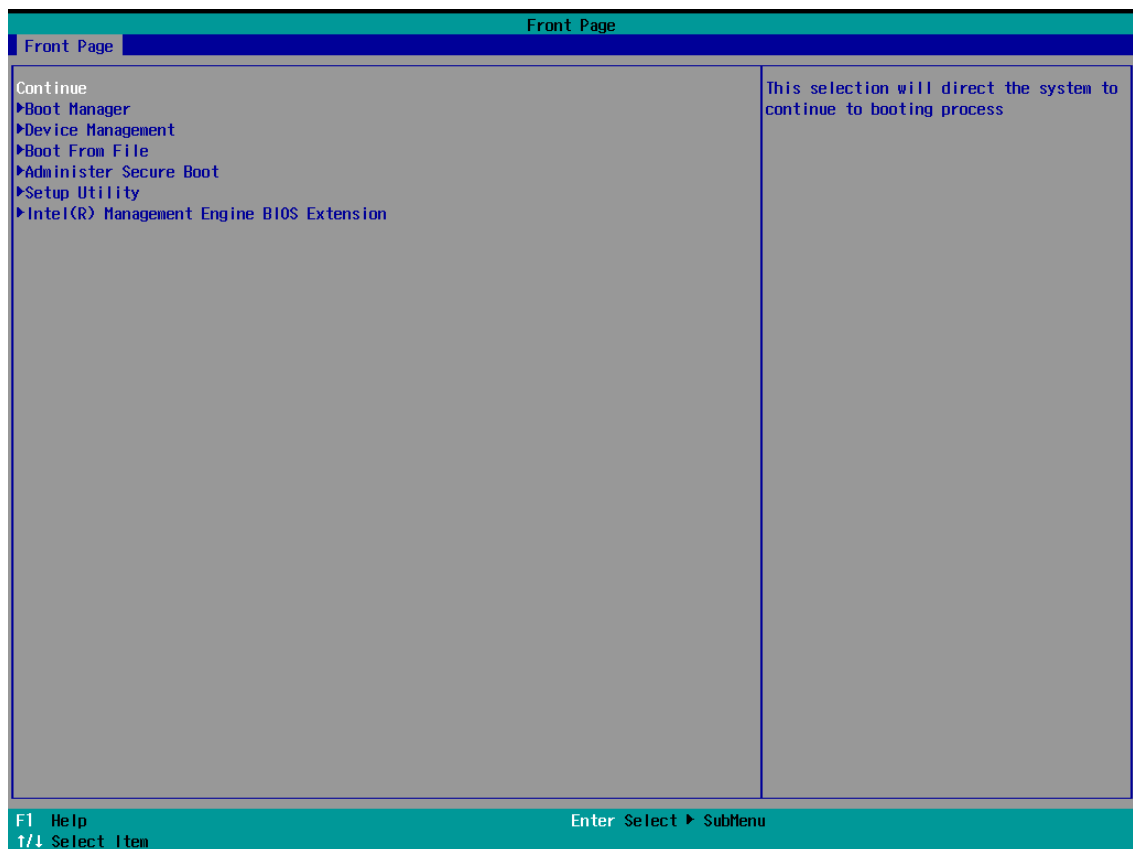 Front Page
Front Page
Continue
▶Boot Manager
▶Device Management
▶Boot From File
▶Administer Secure Boot
▶Setup Utility
▶Intel(R) Management Engine BIOS Extension
This selection will direct the system to
continue to booting process
F1 Help
Enter Select ▶ SubMenu
↑/↓ Select Item